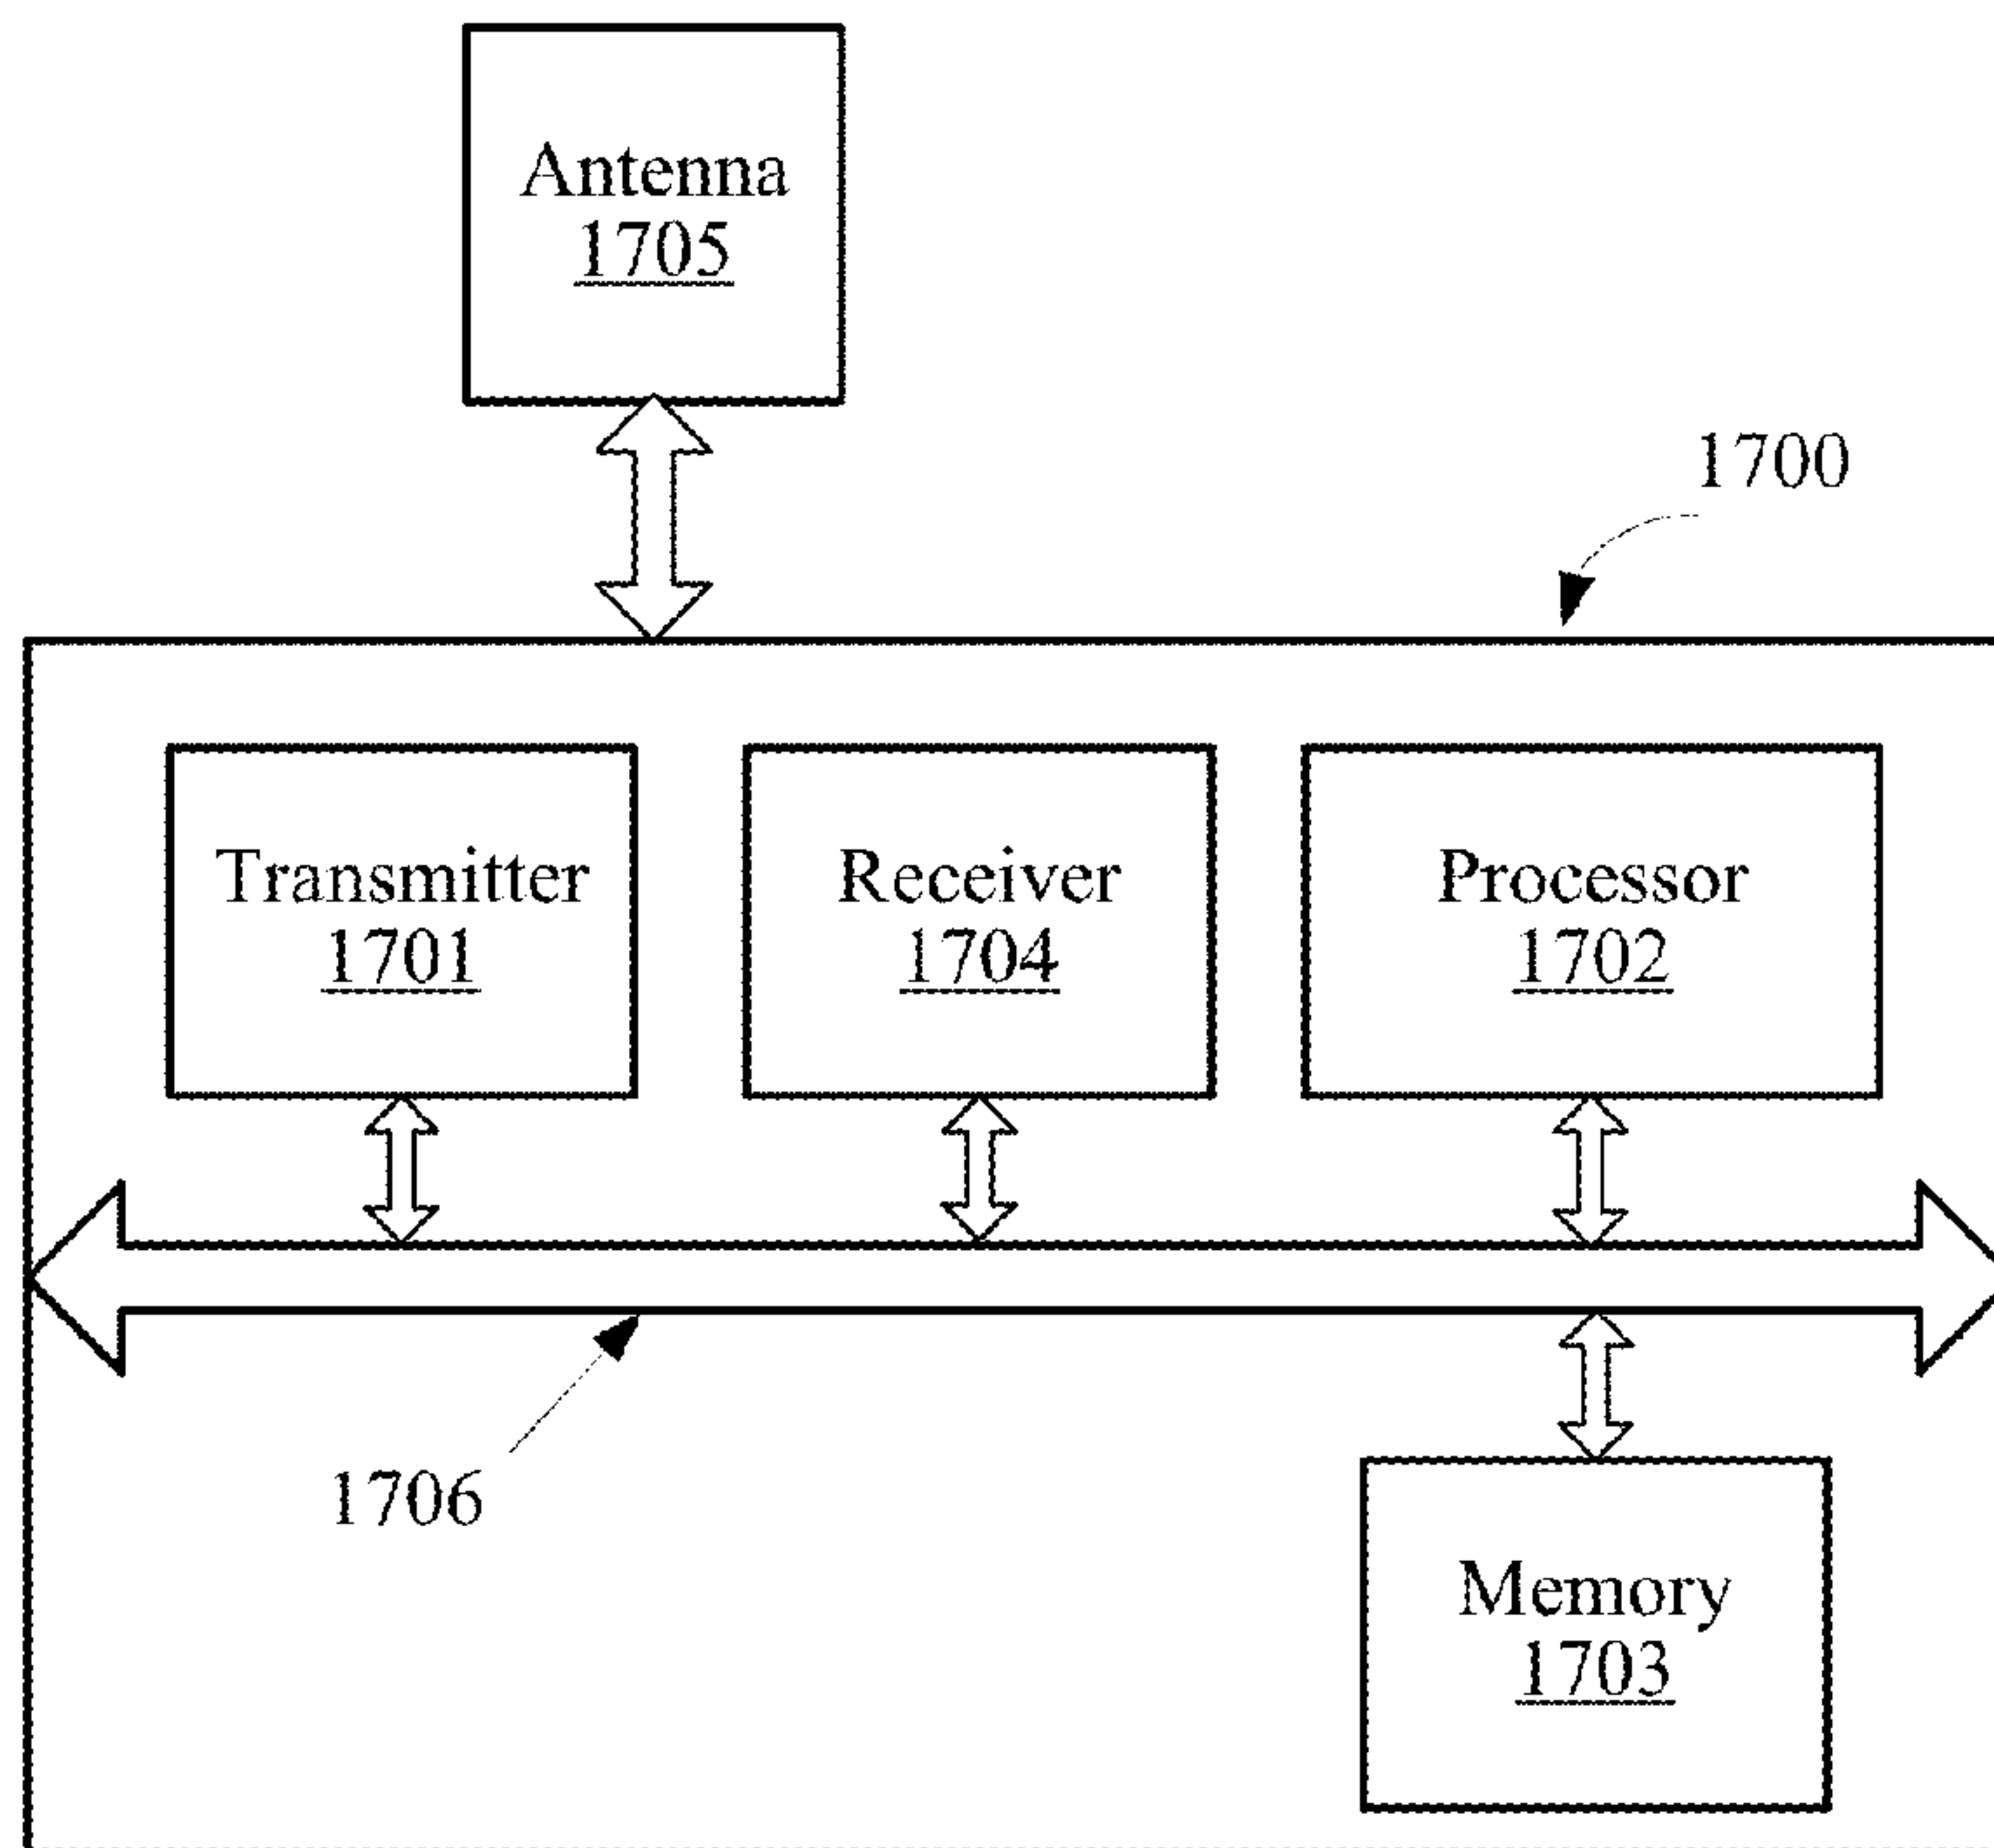 Antenna
1705
1700
Transmitter
1701
Receiver
1704
Processor
1702
1706
Memory
1703